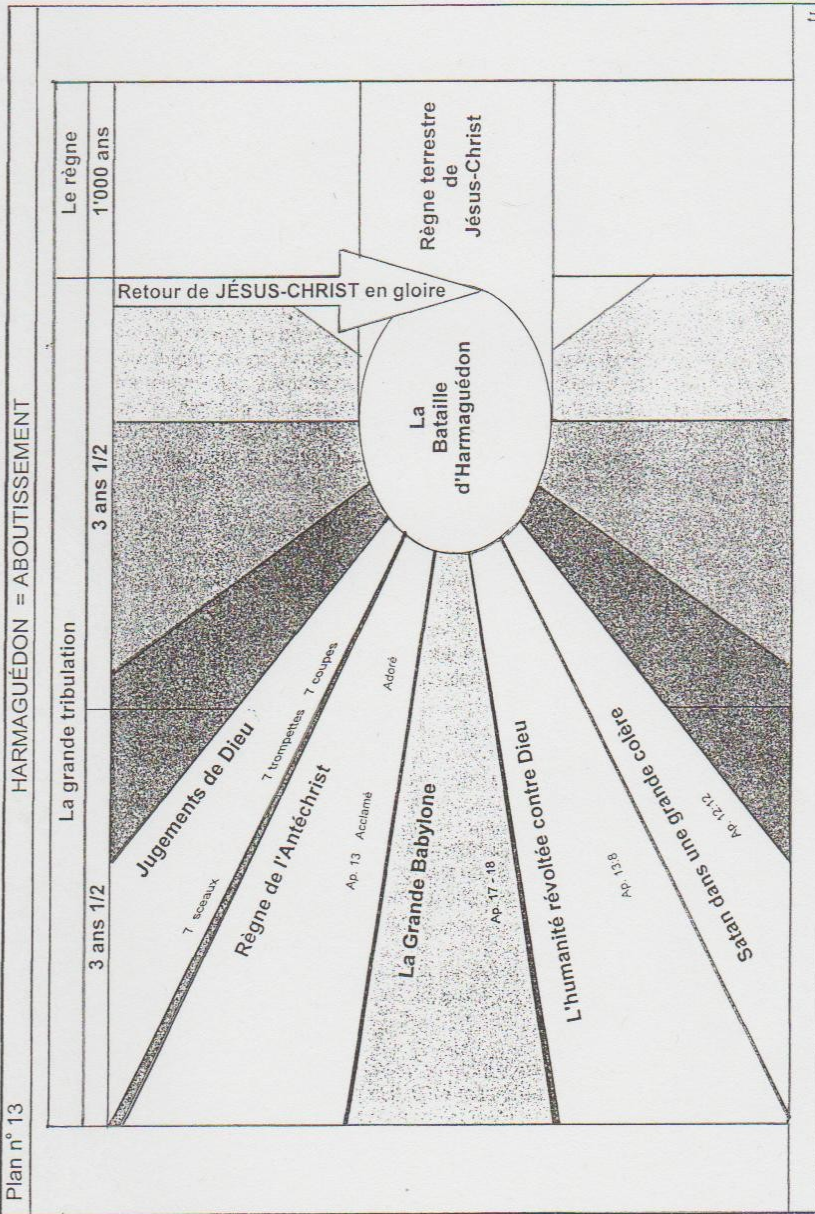 Plan n° 13
HARMAGUÉDON = ABOUTISSEMENT
La grande tribulation
Le règne
3 ans 1/2
3 ans 1/2
1'000 ans
Retour de JÉSUS-CHRIST en gloire
Jugements de Dieu
7 sceaux
7 trompettes
7 coupes
Règne de l'Antéchrist
Ap. 13
Acclamé
Adoré
La Grande Babylone
Ap. 17 - 18
L'humanité révoltée contre Dieu
Ap. 13:8
Satan dans une grande colère
Ap. 12:12
La
Bataille
d'Harmaguédon
Règne terrestre
de
Jésus-Christ